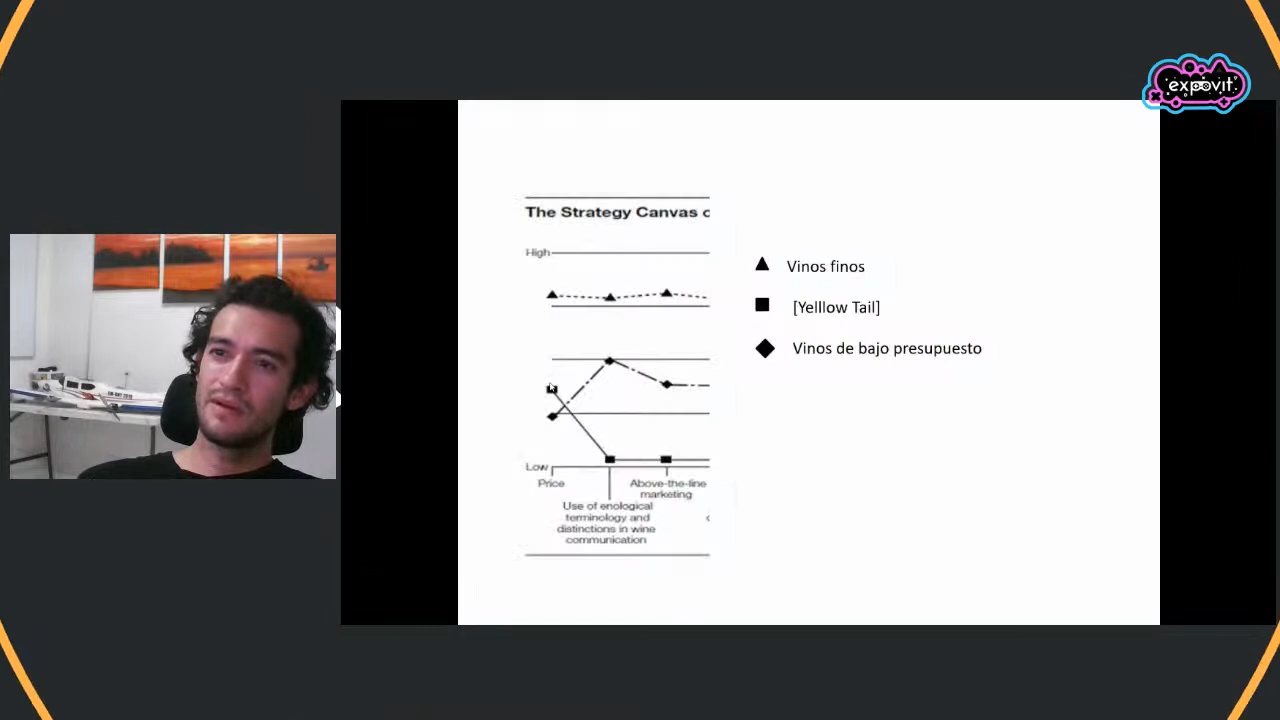 expovit
The Strategy Canvas o
High
Vinos finos
[Yelllow Tail]
Vinos de bajo presupuesto
Low
Price
Above-the-line
marketing
Use of enological
terminology and
distinctions in wine
communication